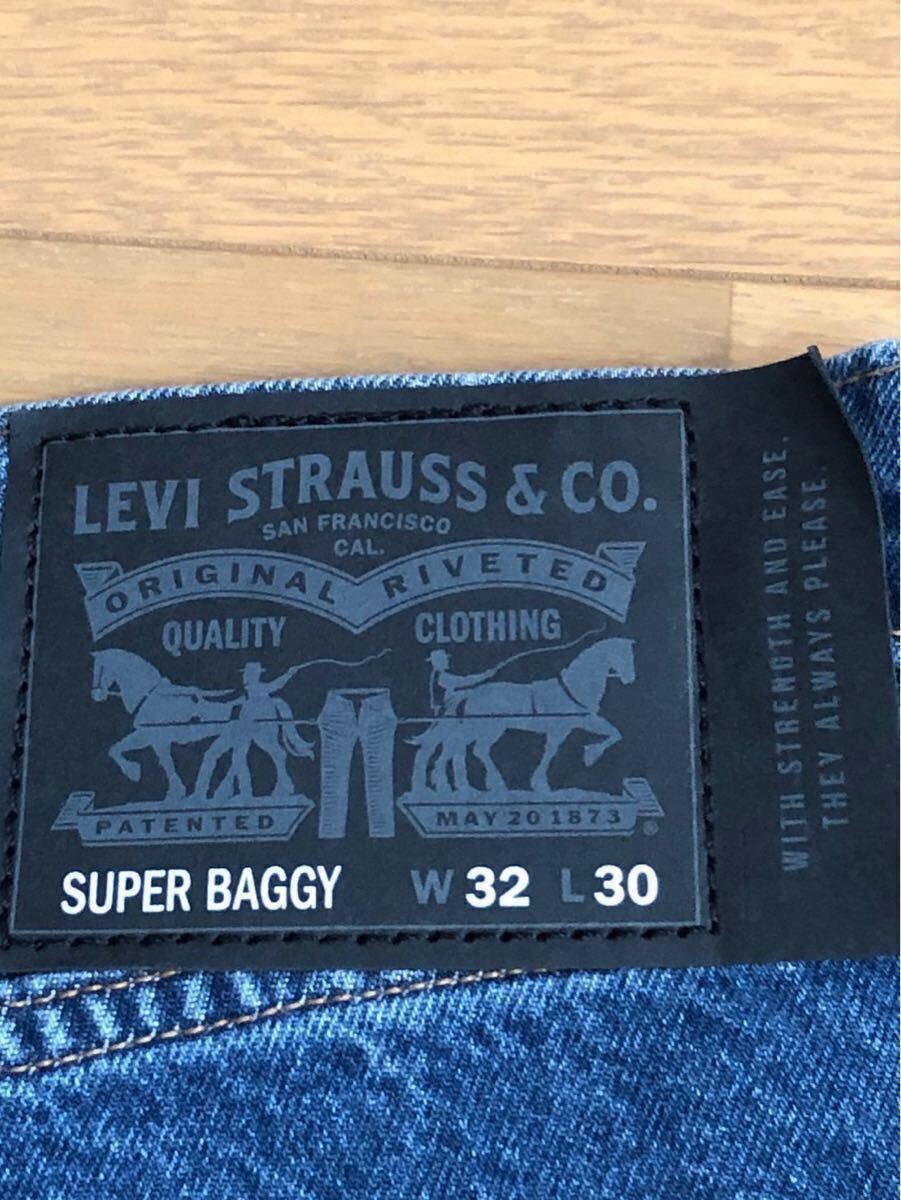 LEVI STRAUSS & CO.
SAN FRANCISCO
CAL.
ORIGINAL RIVETED
QUALITY CLOTHING
PATENTED MAY 20 1873 ®
SUPER BAGGY W 32 L 30
WITH STRENGTH AND EASE.
THEY ALWAYS PLEASE.